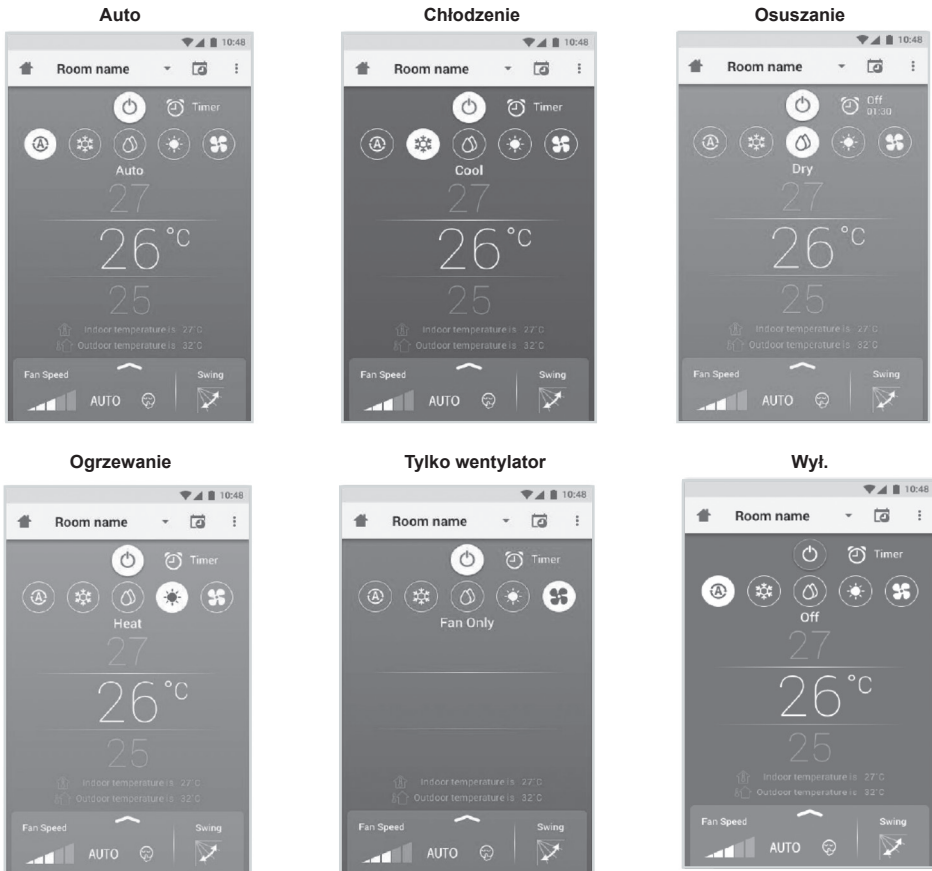 Auto
10:48
Room name
Timer
Auto
27
26°C
25
Indoor temperature is 27°C
Outdoor temperature is 32°C
Fan Speed Swing
AUTO
Chłodzenie
10:48
Room name
Timer
Cool
27
26°C
25
Indoor temperature is 27°C
Outdoor temperature is 32°C
Fan Speed Swing
AUTO
Osuszanie
10:48
Room name
Off
01:30
Dry
27
26°C
25
Indoor temperature is 27°C
Outdoor temperature is 32°C
Fan Speed Swing
AUTO
Ogrzewanie
10:48
Room name
Timer
Heat
27
26°C
25
Indoor temperature is 27°C
Outdoor temperature is 32°C
Fan Speed Swing
AUTO
Tylko wentylator
10:48
Room name
Timer
Fan Only
Indoor temperature is 27°C
Outdoor temperature is 32°C
Fan Speed Swing
AUTO
Wył.
10:48
Room name
Timer
Off
27
26°C
25
Indoor temperature is 27°C
Outdoor temperature is 32°C
Fan Speed Swing
AUTO